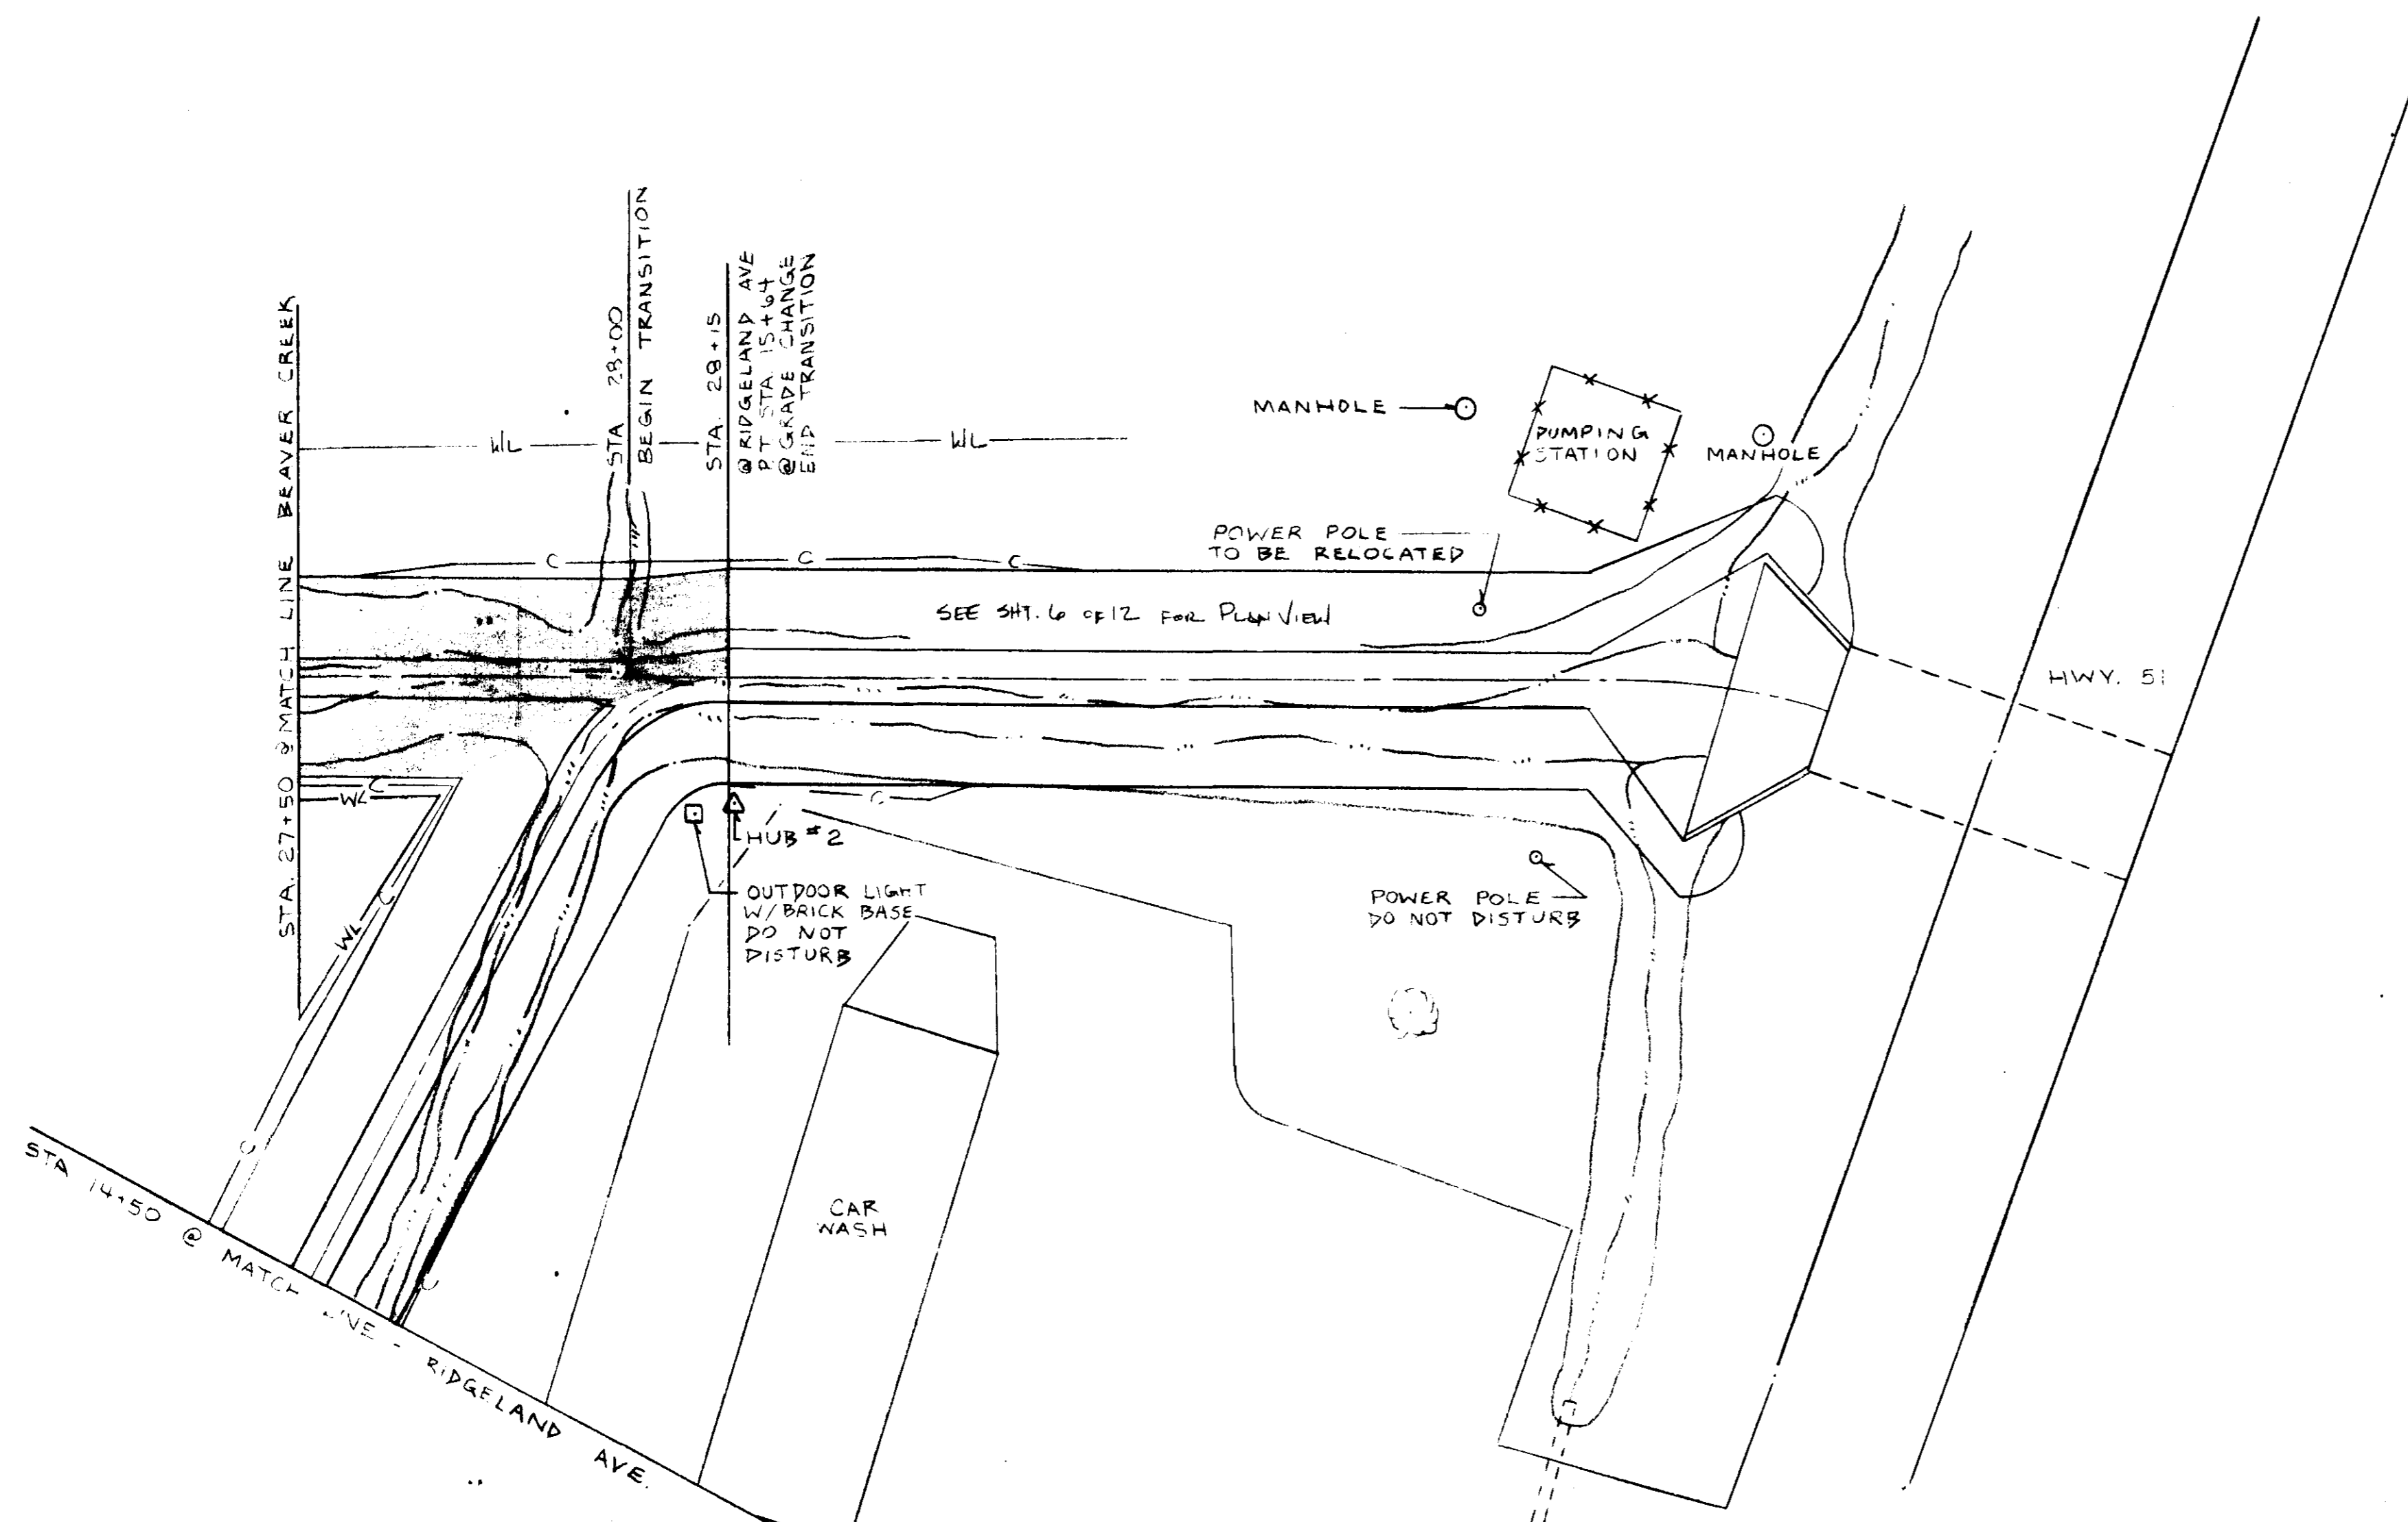 STA. 27+50 @ MATCH LINE BEAVER CREEK
STA 28+00
BEGIN TRANSITION
STA. 28+15
@ RIDGELAND AVE
PT STA. 15+64
@ GRADE CHANGE
END TRANSITION
WL
WL
MANHOLE
PUMPING
STATION
MANHOLE
POWER POLE
TO BE RELOCATED
C
C
C
SEE SHT. 6 OF 12 FOR PLAN VIEW
HWY. 51
C
WL
C
HUB #2
OUTDOOR LIGHT
W/BRICK BASE
DO NOT
DISTURB
POWER POLE
DO NOT DISTURB
C
WL
C
CAR
WASH
C
STA 14+50 @ MATCH LINE - RIDGELAND AVE.